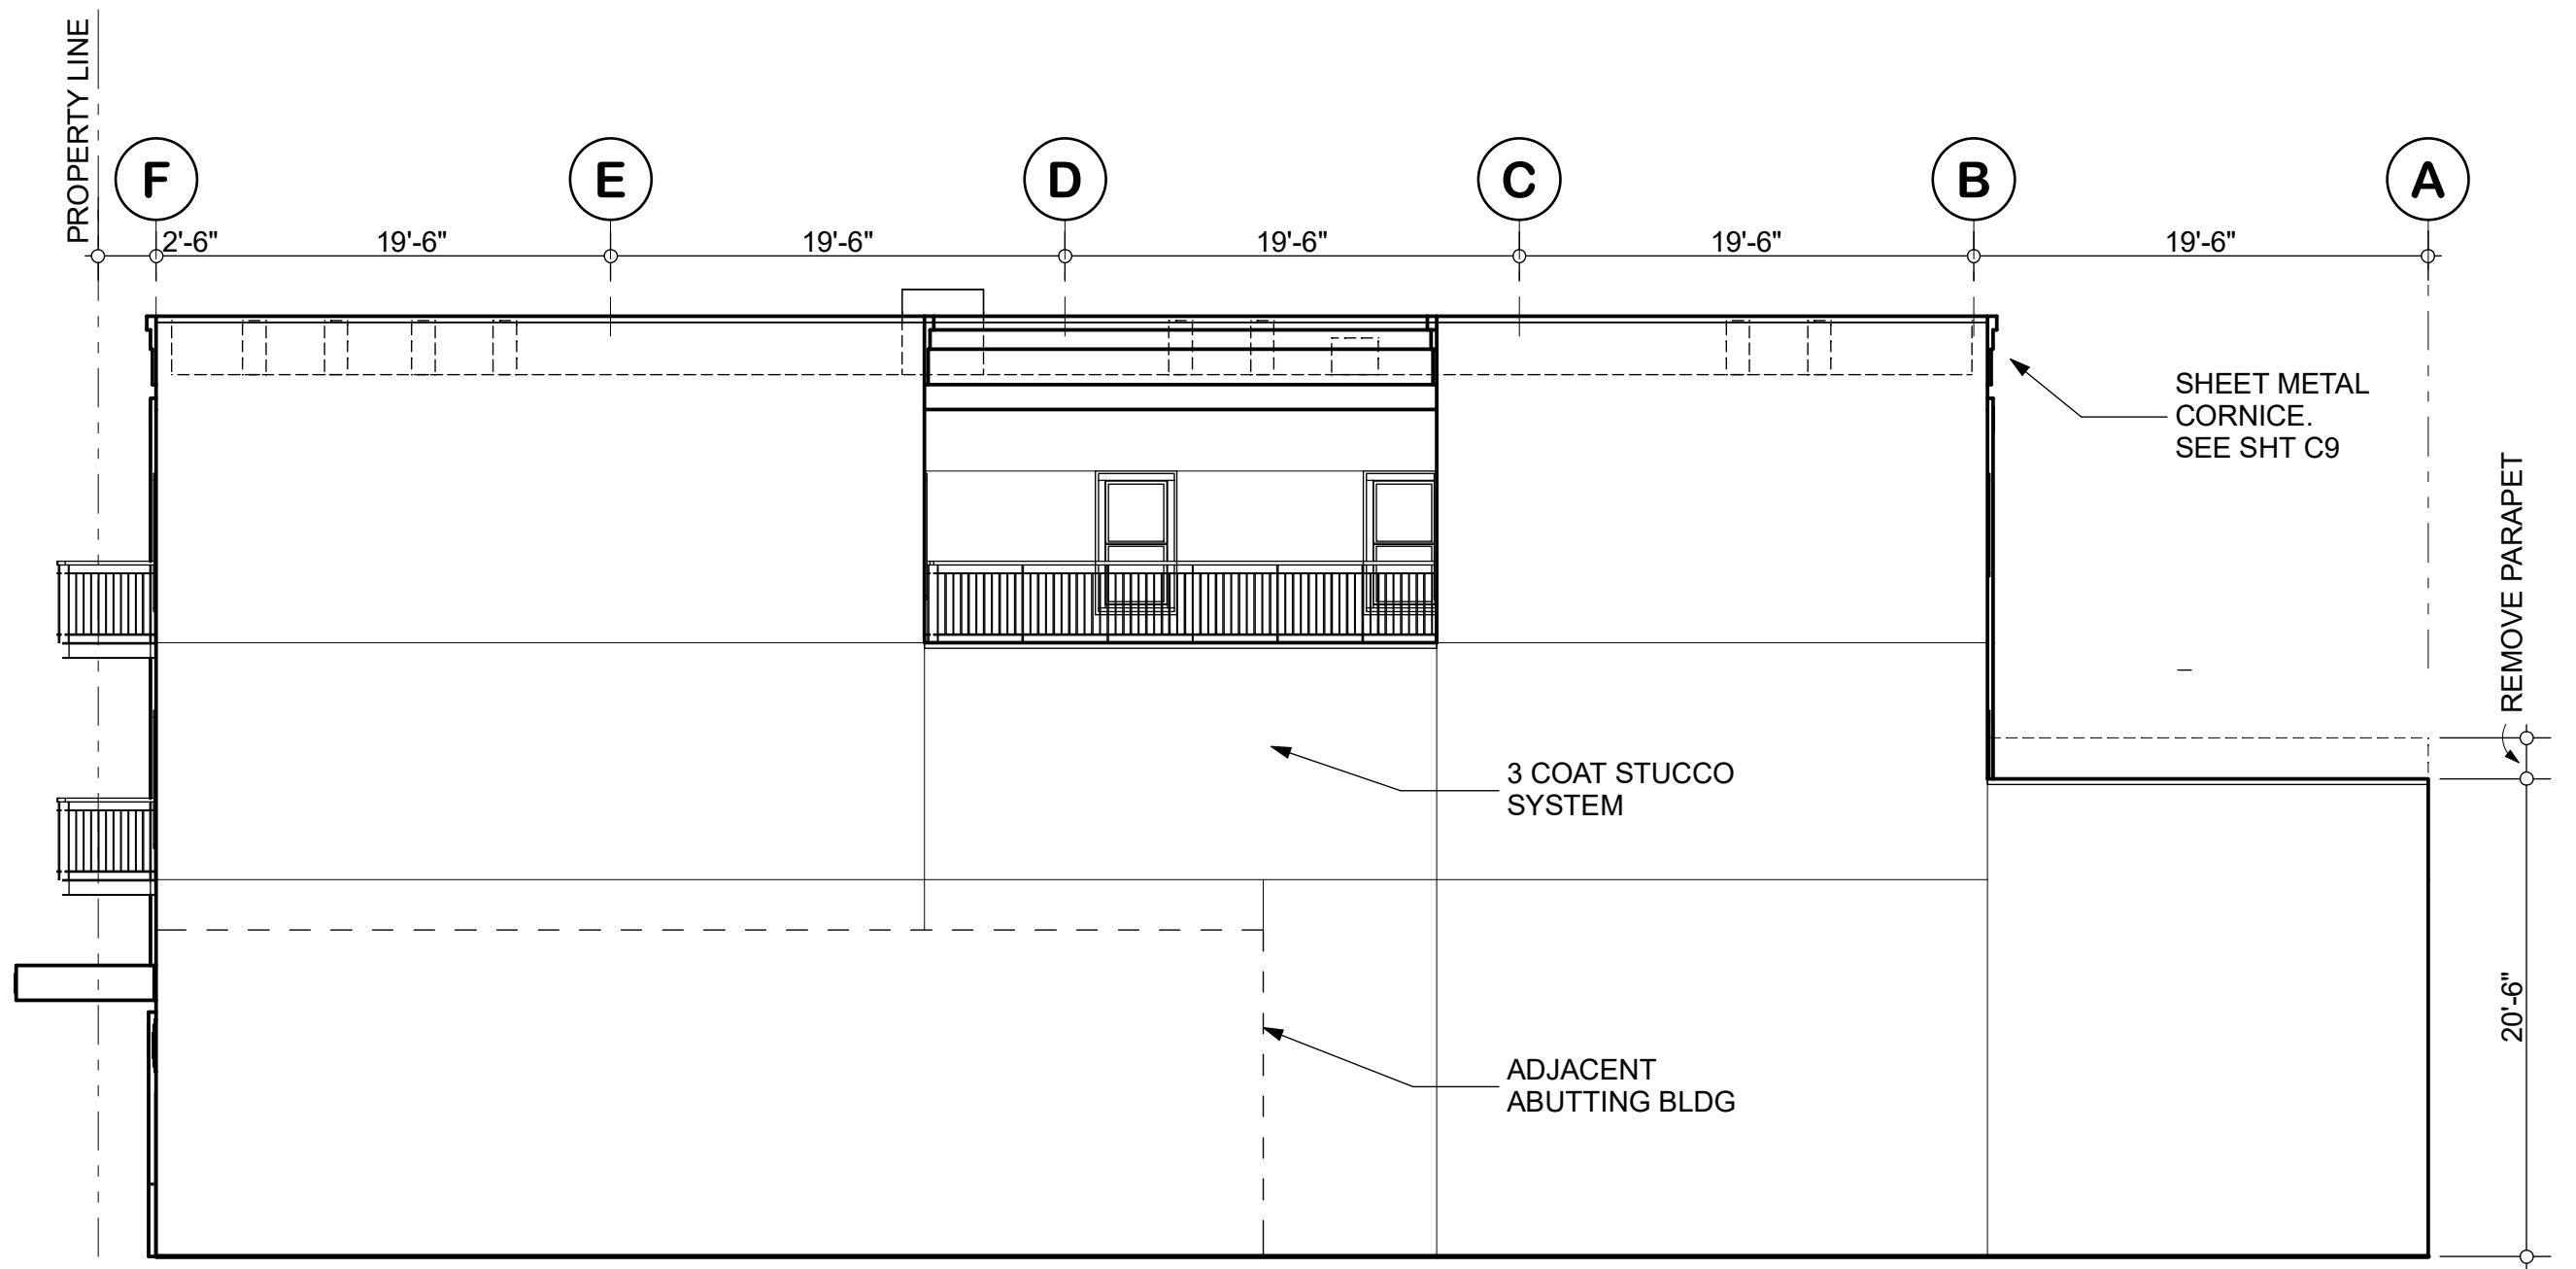 PROPERTY LINE
F
E
D
C
B
A
2'-6"
19'-6"
19'-6"
19'-6"
19'-6"
19'-6"
SHEET METAL
CORNICE.
SEE SHT C9
REMOVE PARAPET
3 COAT STUCCO
SYSTEM
20'-6"
ADJACENT
ABUTTING BLDG